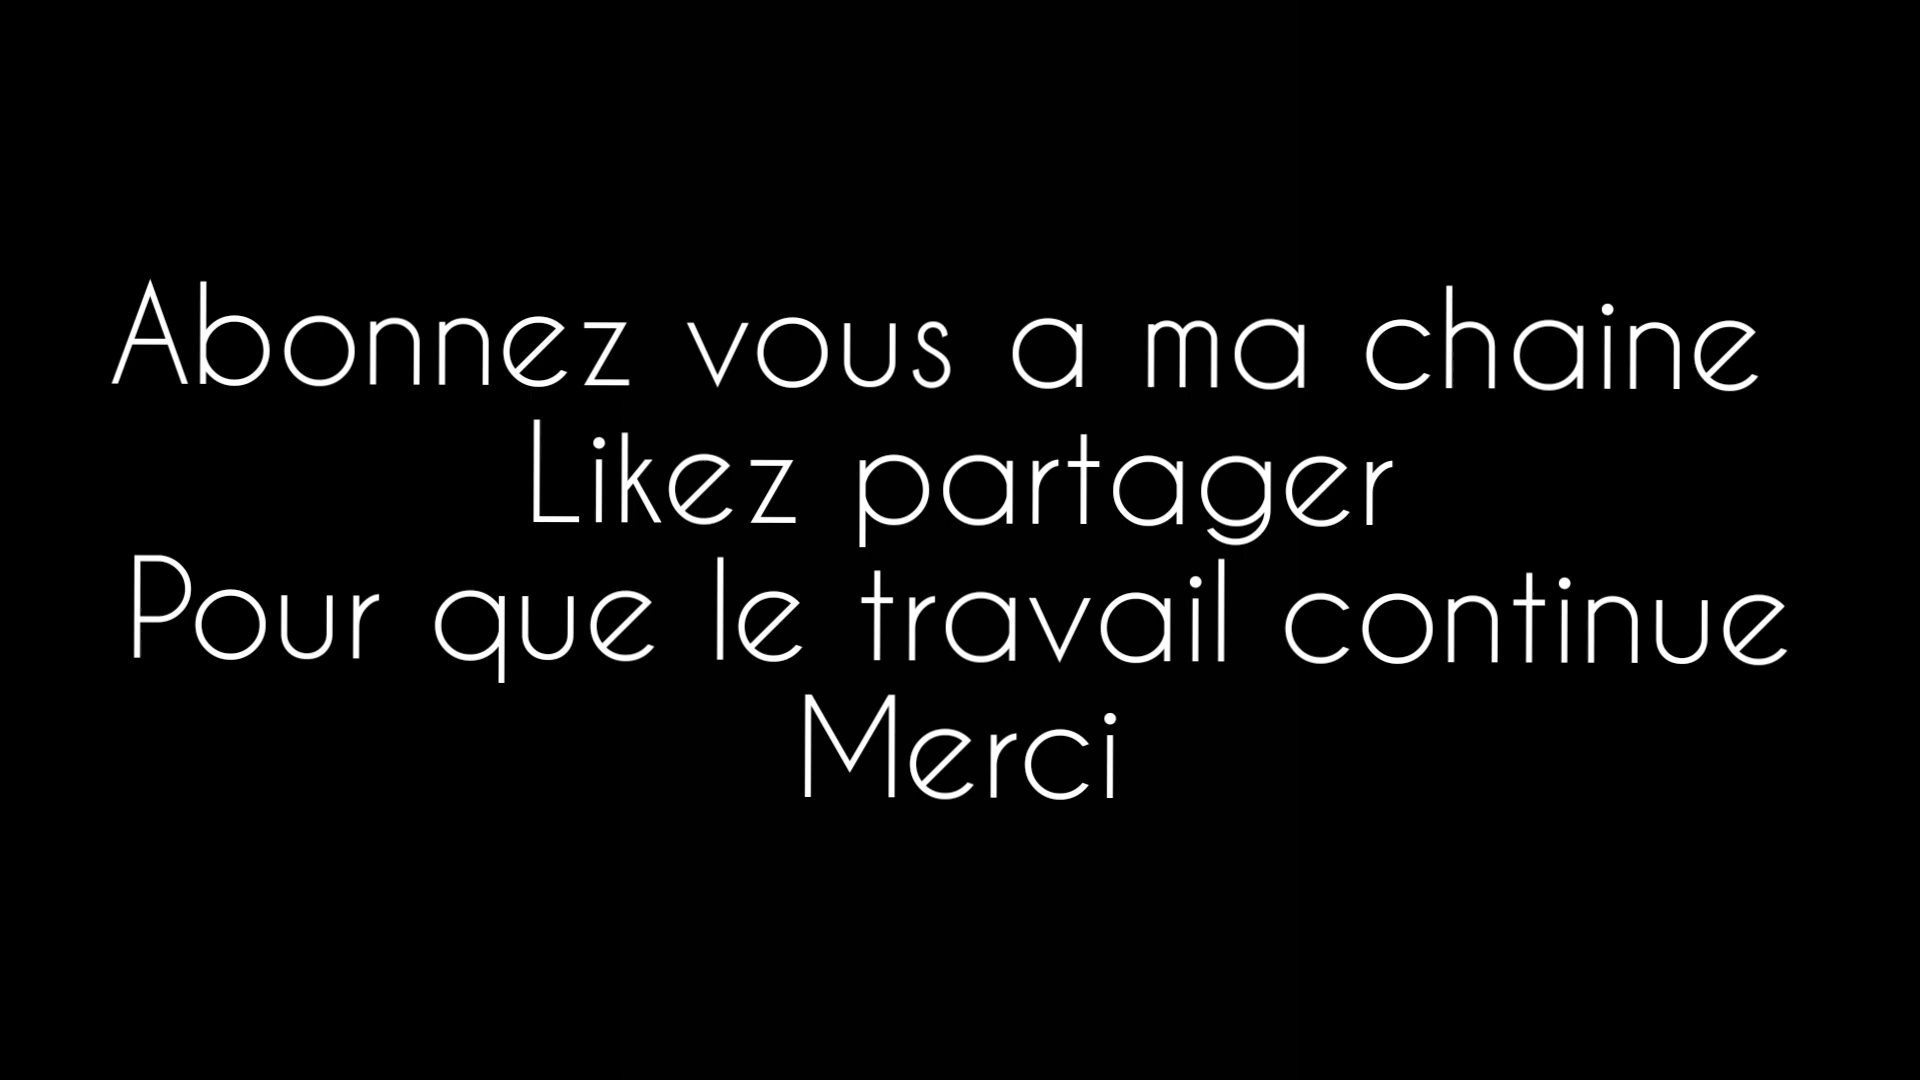 Abonnez vous a ma chaine
Likez partager
Pour que le travail continue
Merci